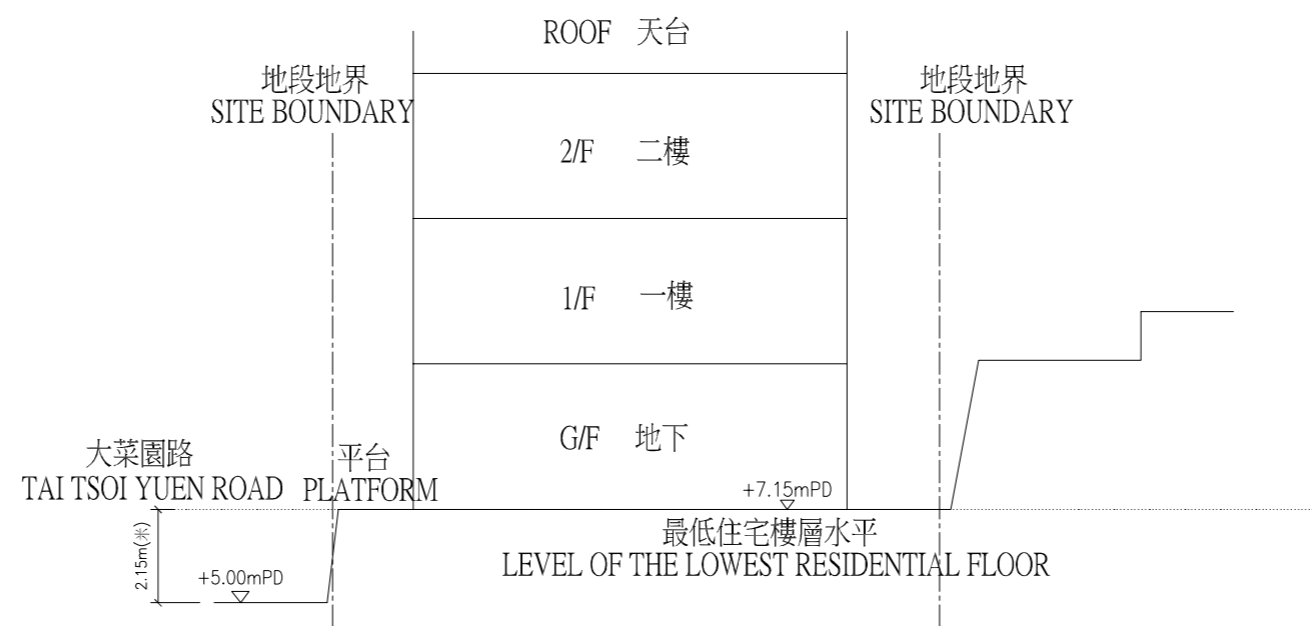 ROOF 天台
地段地界
SITE BOUNDARY
地段地界
SITE BOUNDARY
2/F 二樓
1/F 一樓
G/F 地下
大菜園路
TAI TSOI YUEN ROAD
平台
PLATFORM
+7.15mPD
最低住宅樓層水平
LEVEL OF THE LOWEST RESIDENTIAL FLOOR
2.15m(米)
+5.00mPD